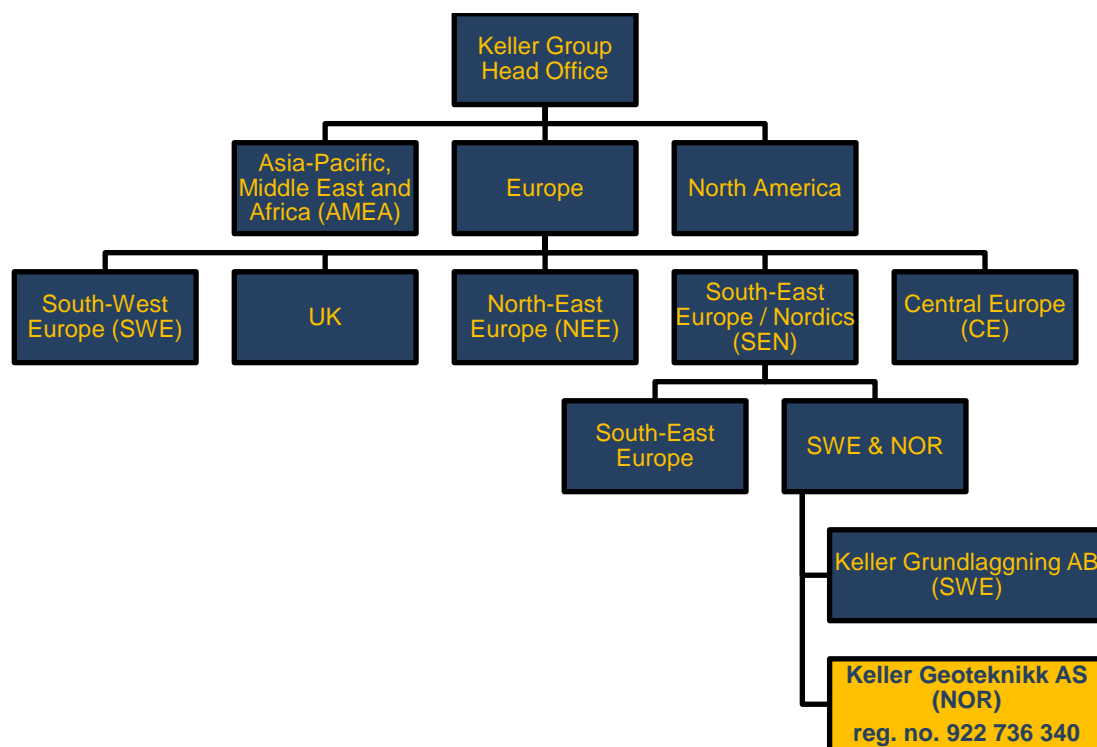 Keller Group
Head Office
Asia-Pacific,
Middle East and
Africa (AMEA)
Europe
North America
South-West
Europe (SWE)
UK
North-East
Europe (NEE)
South-East
Europe / Nordics
(SEN)
Central Europe
(CE)
South-East
Europe
SWE & NOR
Keller Grundlaggning AB
(SWE)
Keller Geoteknikk AS
(NOR)
reg. no. 922 736 340